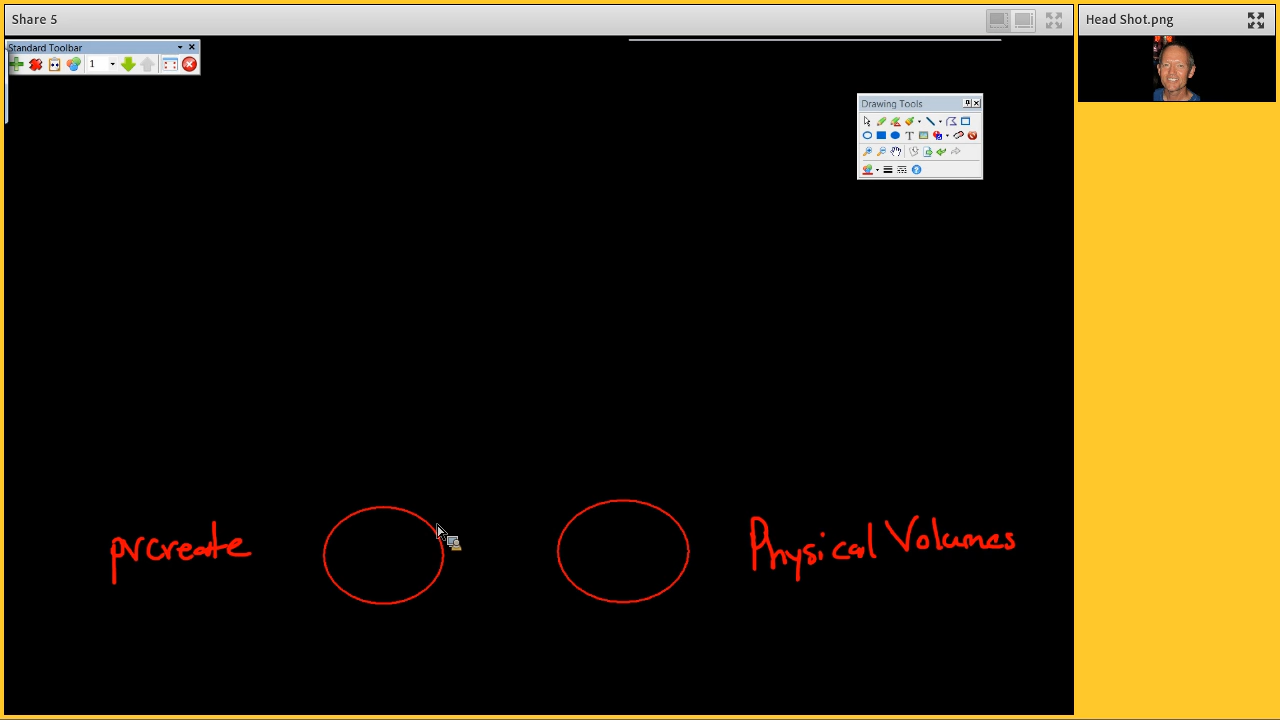 Share 5
Head Shot.png
Standard Toolbar
1
Drawing Tools
pvcreate
Physical Volumes